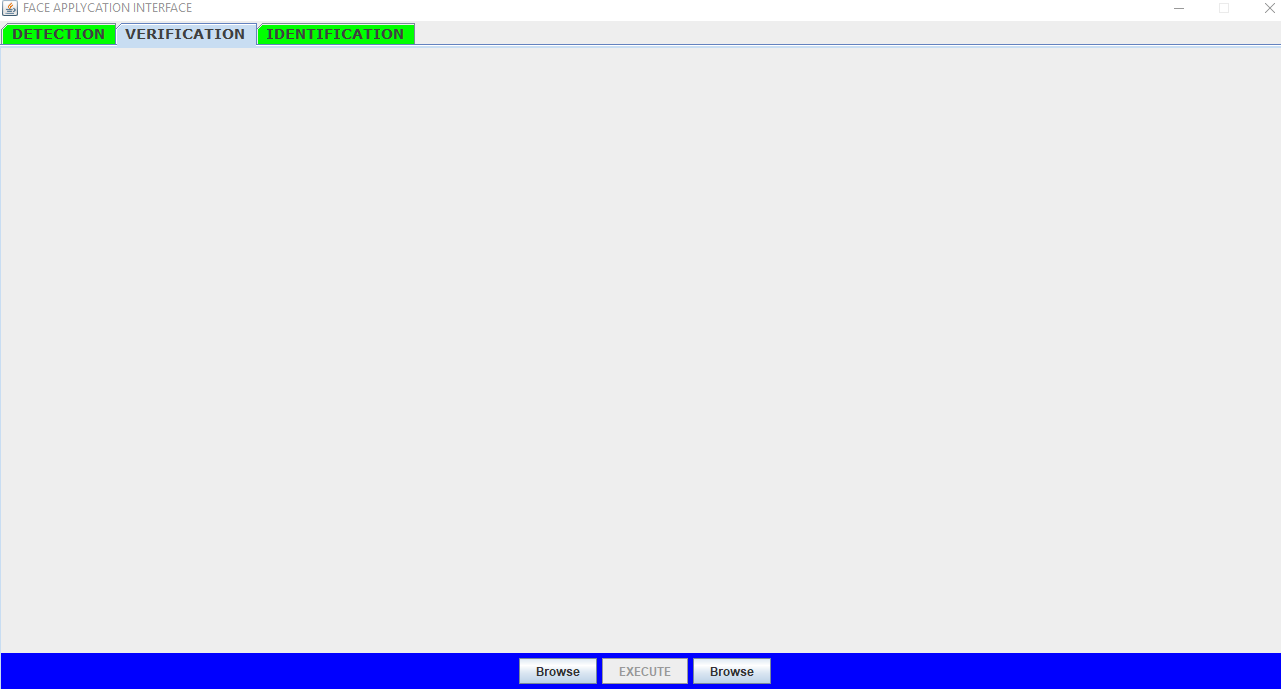 FACE APPLYCATION INTERFACE
DETECTION VERIFICATION IDENTIFICATION
Browse EXECUTE Browse